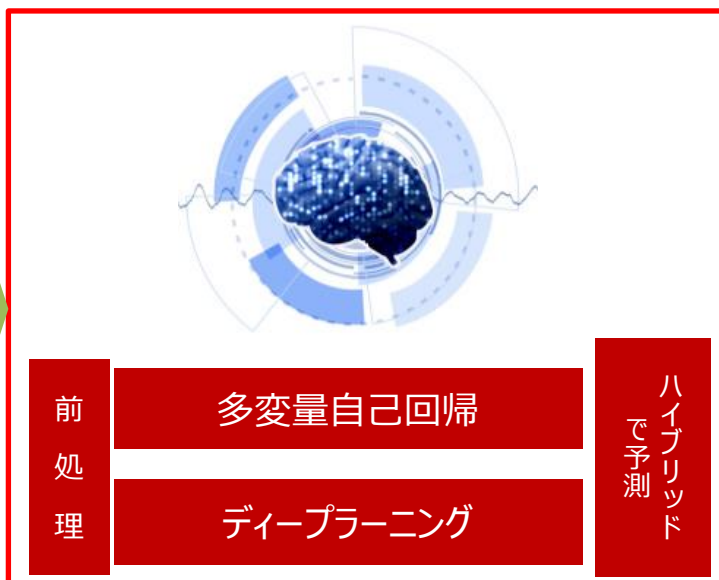 前処理
多変量自己回帰
ディープラーニング
ハイブリッド
で予測